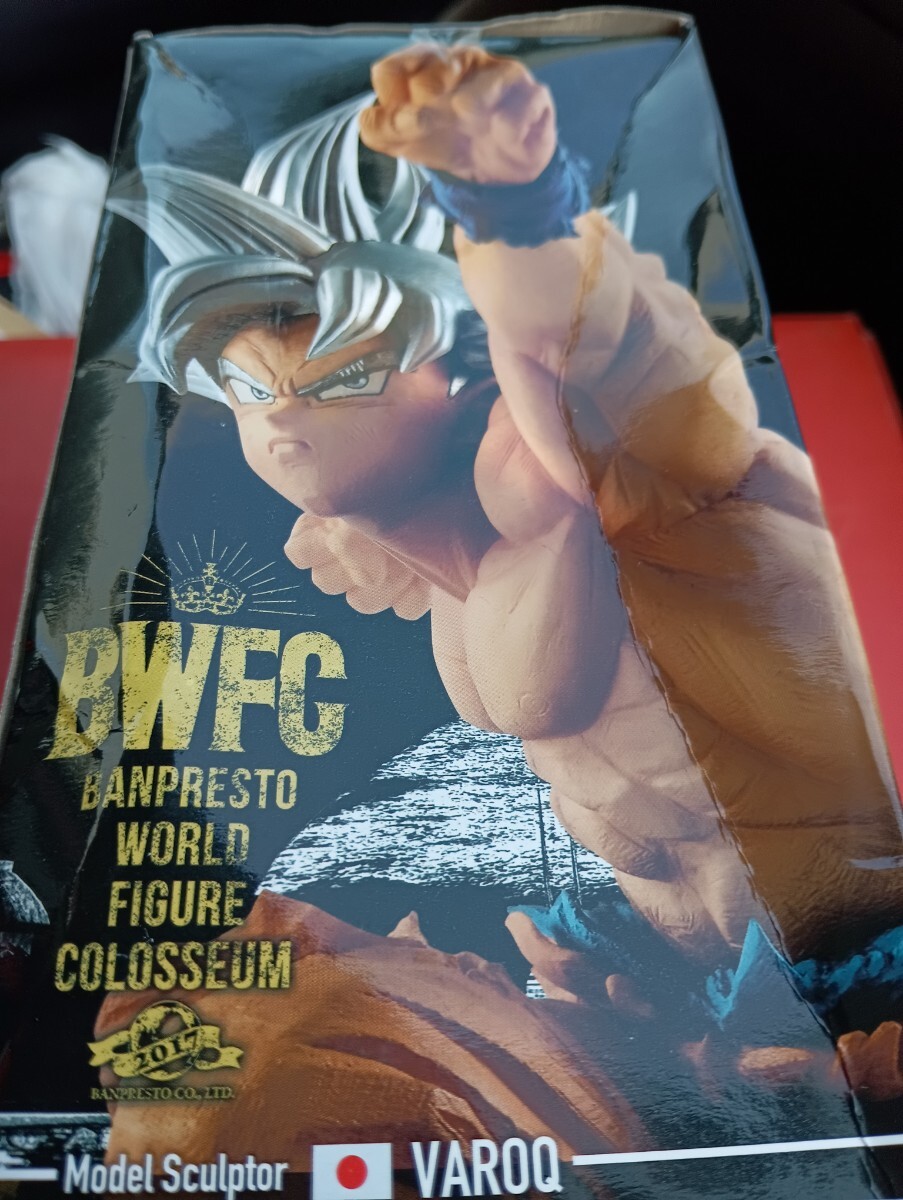 BWFC
BANPRESTO
WORLD
FIGURE
COLOSSEUM
2017
BANPRESTO CO., LTD.
Model Sculptor VAROQ